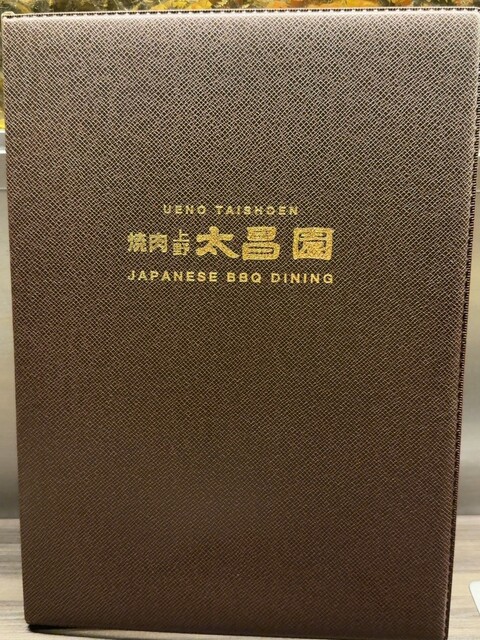 UENO TAISHOEN
焼肉 上野 太昌園
JAPANESE BBQ DINING